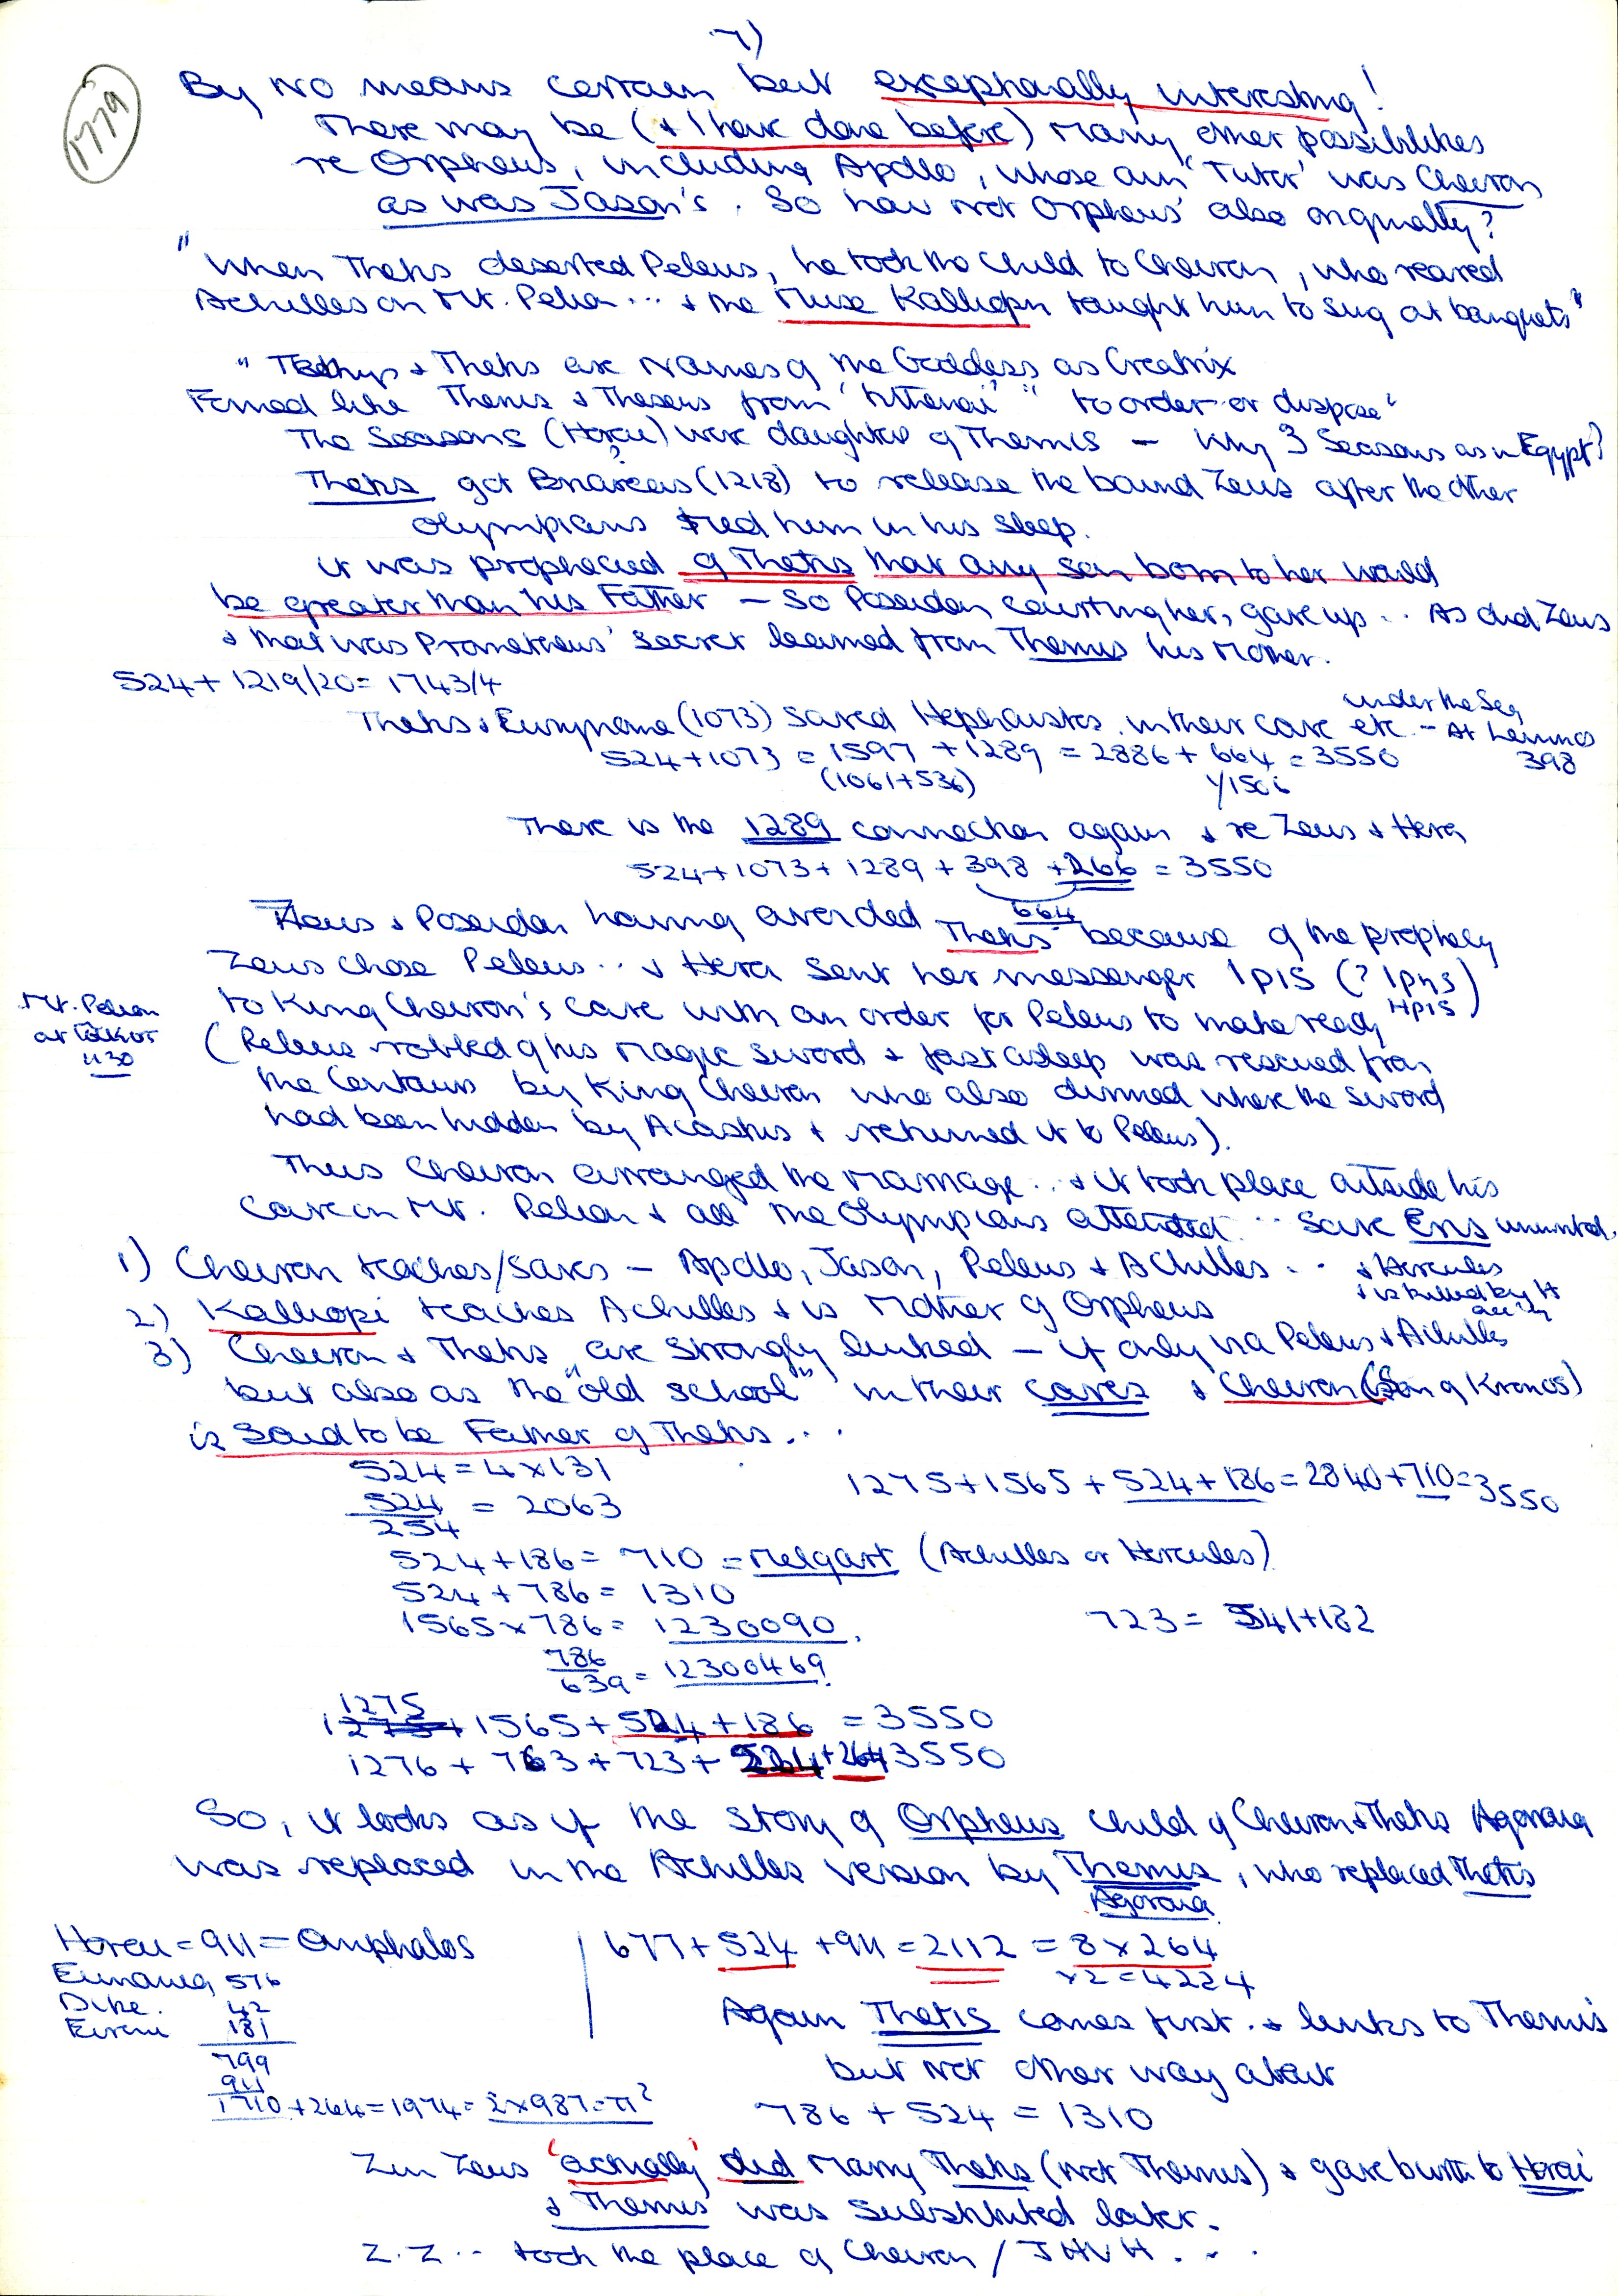 7)
1779
By no means certain but exceptionally interesting!
There may be (+ I have done before) many other possibilities
re Orpheus, including Apollo, whose own 'Tutor' was Cheiron
as was Jason's. So how not Orpheus' also originally?
"When Thetis deserted Peleus, he took the child to Cheiron, who reared
Achilles on Mt. Pelion ... + the Muse Kalliope taught him to sing at banquets"
" Tethys + Thetis are names of the Goddess as Creatrix
Formed like Themis + Theseus from 'tithenai' " to order or dispose"
The Seasons (Horae) were daughters of Themis – Why 3 Seasons as in Egypt?
?
Thetis got Briareus (1218) to release the bound Zeus after the other
Olympians tied him in his sleep.
it was prophecied of Thetis that any son born to her would
be greater than his Father – So Poseidon courting her, gave up .. As did Zeus
+ that was Prometheus' secret learned from Themis his Mother.
524 + 1219/20 = 1743/4
Thetis + Eurynome (1073) saved Hephaistos in their cave etc – At Lemnos
under the Sea
398
524 + 1073 = 1597 + 1289 = 2886 + 664 = 3550
(1061 + 536)
There is the 1289 connection again + re Zeus + Hera
524 + 1073 + 1289 + 398 + 266 = 3550
664
Zeus + Poseidon having avoided Thetis because of the prophecy
Zeus chose Peleus .. + Hera sent her messenger IPIS
HPIS
to King Cheiron's cave with an order for Peleus to make ready
Mt. Pelion
at Iolkos
1130
(Peleus robbed of his magic sword + fast asleep was rescued from
the Centaurs by King Cheiron who also divined where the sword
had been hidden by Acastus + returned it to Peleus).
Thus Cheiron arranged the marriage ... + it took place outside his
cave on Mt. Pelion + all the Olympians attended .. Save Eris uninvited.
1) Cheiron teaches/saves – Apollo, Jason, Peleus + Achilles .. + Hercules
+ is killed by H
2) Kalliopi teaches Achilles + is Mother of Orpheus
3) Cheiron + Thetis are strongly linked – if only via Peleus + Achilles
but also as the "old school" in their caves + Cheiron (Son of Kronos)
is said to be Father of Thetis ...
524 = 4 x 131
524/254 = 2063
1275 + 1565 + 524 + 186 = 2840 + 710 = 3550
524 + 186 = 710 = Melqart (Achilles or Hercules)
524 + 786 = 1310
1565 x 786 = 1230090.
723 = 541 + 182
786/639 = 12300469.
1275
1565 + 524 + 186 = 3550
1276 + 763 + 723 + 524 + 264 3550
So, it looks as if the story of Orpheus child of Cheiron + Thetis Agoraia
was replaced in the Achilles version by Themis, who replaced Thetis
Agoraia
Horai = 911 = Omphalos
Eunomia 576
Dike. 42
Eireni 181
799
911
1710 + 264 = 1974 = 2 x 987 = π²
677 + 524 + 911 = 2112 = 8 x 264
x 2 = 4224
Again Thetis comes first .. + links to Themis
but not other way about
786 + 524 = 1310
Zin Zeus 'actually' did marry Thetis (not Themis) + gave birth to Horai
+ Themis was substituted later.
Z. Z .. took the place of Cheiron / JHVH . . .